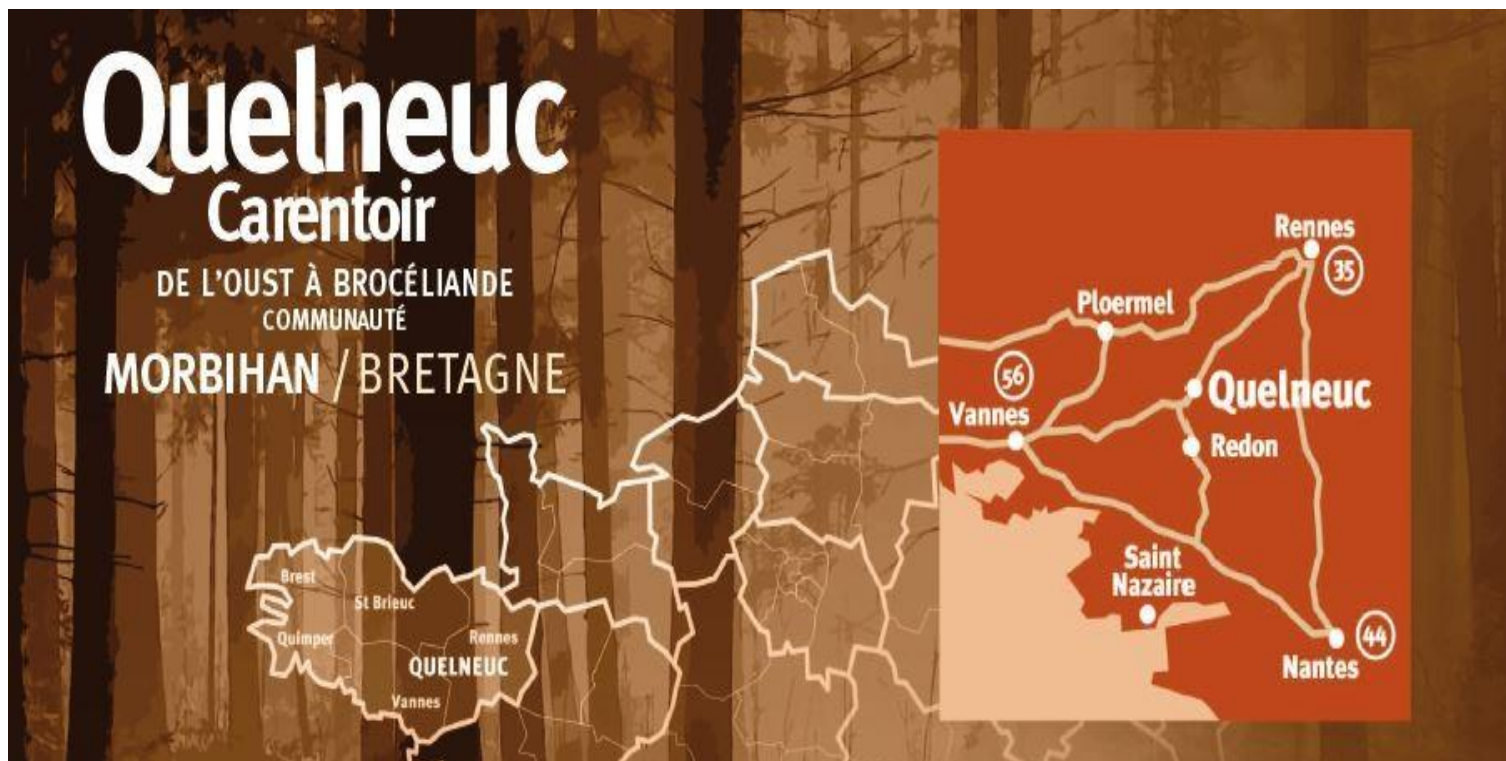 Quelneuc
Carentoir
DE L'OUST À BROCÉLIANDE
COMMUNAUTÉ
MORBIHAN / BRETAGNE
Brest
St Brieuc
Quimper
Rennes
QUELNEUC
Vannes
Rennes
35
Ploermel
56
Quelneuc
Vannes
Redon
Saint
Nazaire
44
Nantes